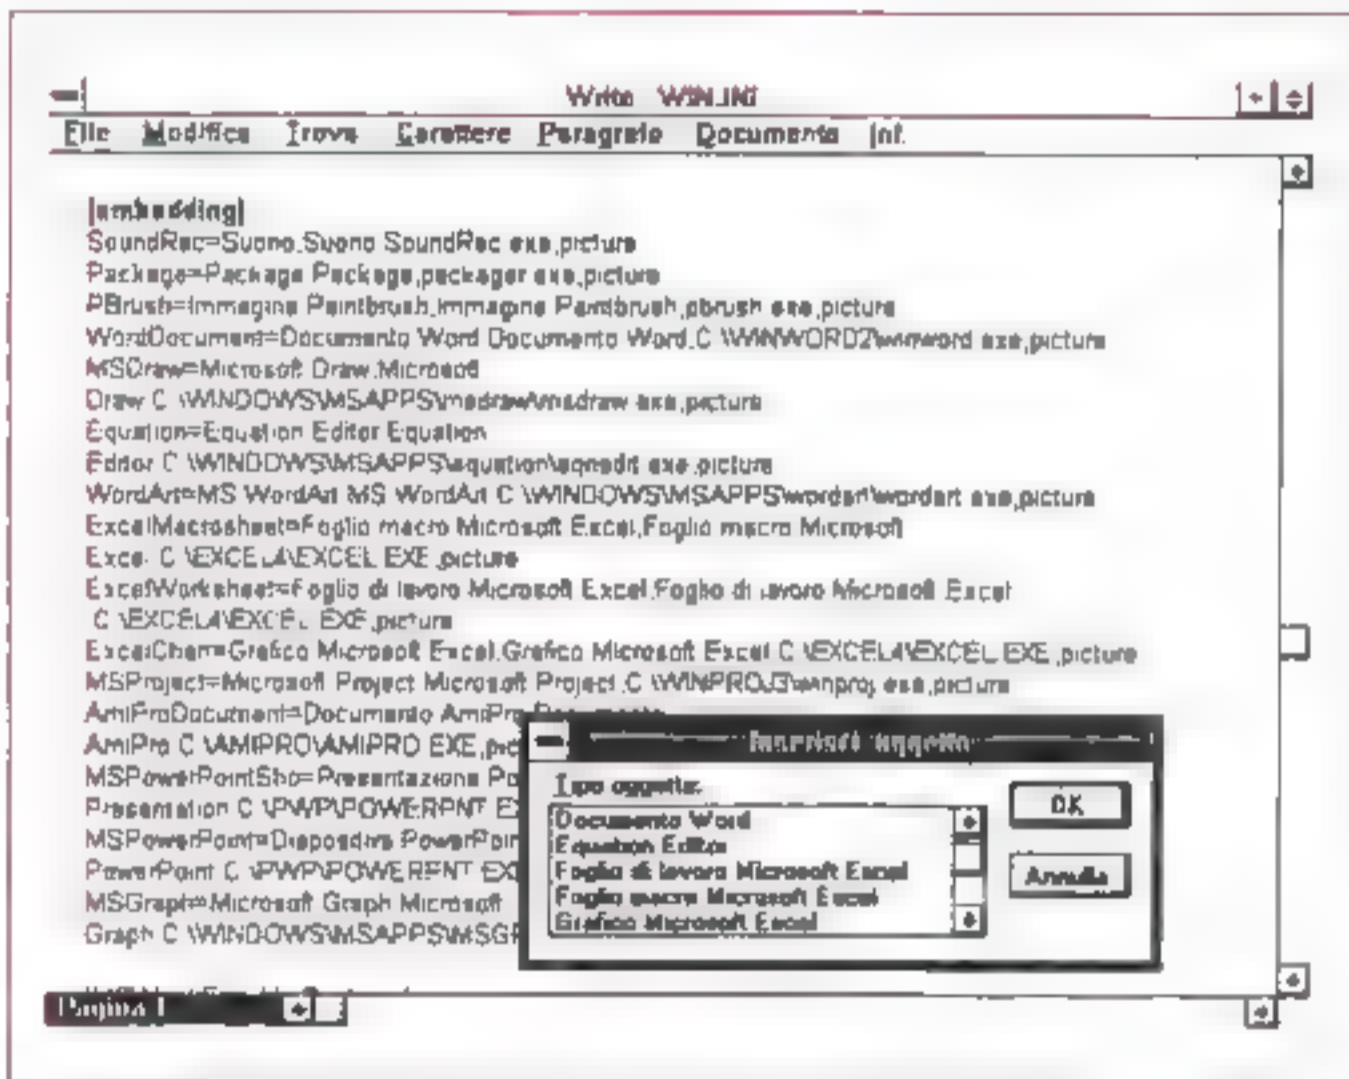 Write WIN.INI
File Modifica Trova Carattere Paragrafo Documento Inf.
[embedding]
SoundRec=Suono,Suono SoundRec exe,picture
Package=Package Package,packager exe,picture
PBrush=Immagine Paintbrush,Immagine Paintbrush,pbrush exe,picture
WordDocument=Documento Word Documento Word,C \WINWORD2\winword exe,picture
MSDraw=Microsoft Draw,Microsoft
Draw C \WINDOWS\MSAPPS\msdraw\msdraw exe,picture
Equation=Equation Editor Equation
Editor C \WINDOWS\MSAPPS\equation\eqnedit exe,picture
WordArt=MS WordArt MS WordArt C \WINDOWS\MSAPPS\wordart\wordart exe,picture
ExcelMacrosheet=Foglio macro Microsoft Excel,Foglio macro Microsoft
Excel C \EXCEL4\EXCEL EXE,picture
ExcelWorksheet=Foglio di lavoro Microsoft Excel,Foglio di lavoro Microsoft Excel
C \EXCEL4\EXCEL EXE,picture
ExcelChart=Grafico Microsoft Excel,Grafico Microsoft Excel C \EXCEL4\EXCEL EXE,picture
MSProject=Microsoft Project Microsoft Project,C \WINPROJ3\winproj exe,picture
AmiProDocument=Documento AmiPro Documento
AmiPro C \AMIPRO\AMIPRO EXE,pic
MSPowerPointSho=Presentazione Po
Presentation C \PWP\POWERPNT EX
MSPowerPoint=Diapositiva PowerPoin
PowerPoint C \PWP\POWERPNT EX
MSGraph=Microsoft Graph Microsoft
Graph C \WINDOWS\MSAPPS\MSGR
Inserisci oggetto
Tipo oggetto:
Documento Word
Equation Editor
Foglio di lavoro Microsoft Excel
Foglio macro Microsoft Excel
Grafico Microsoft Excel
OK
Annulla
Pagina 1